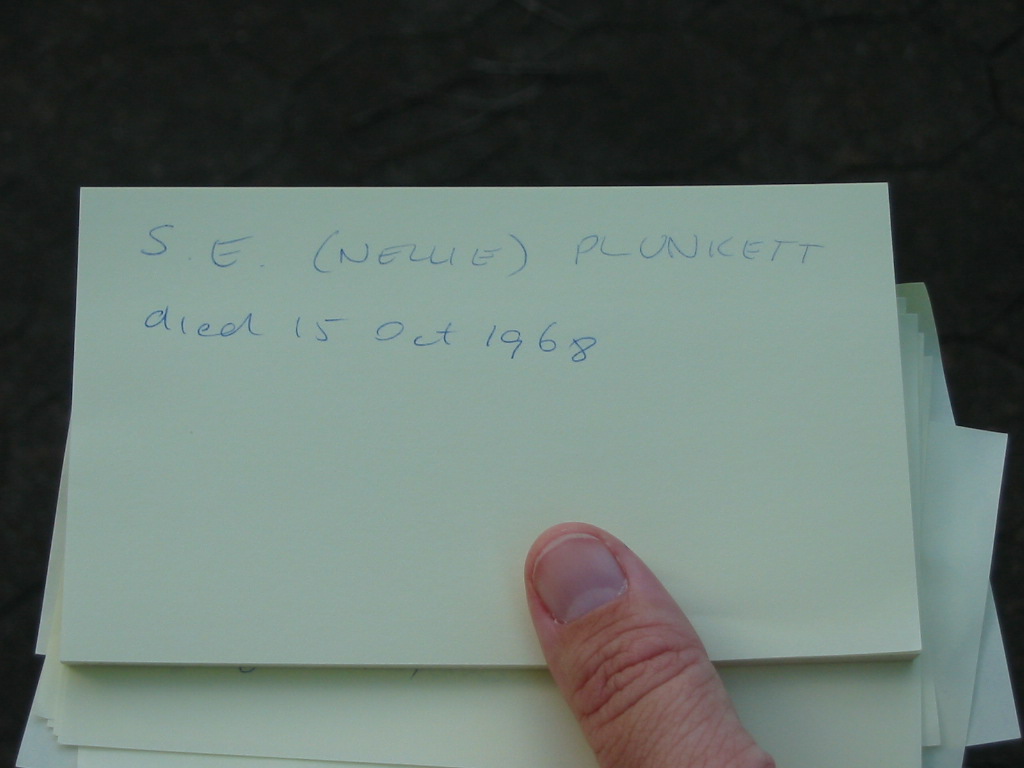 S. E. (NELLIE) PLUNKETT
died 15 Oct 1968